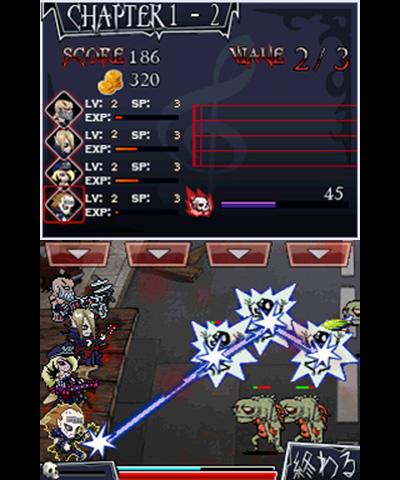 CHAPTER 1 - 2
SCORE 186
WAVE 2/3
320
LV: 2 SP: 3
EXP:
LV: 2 SP: 3
EXP:
LV: 2 SP: 3
EXP:
LV: 2 SP: 3
EXP:
45
終わる